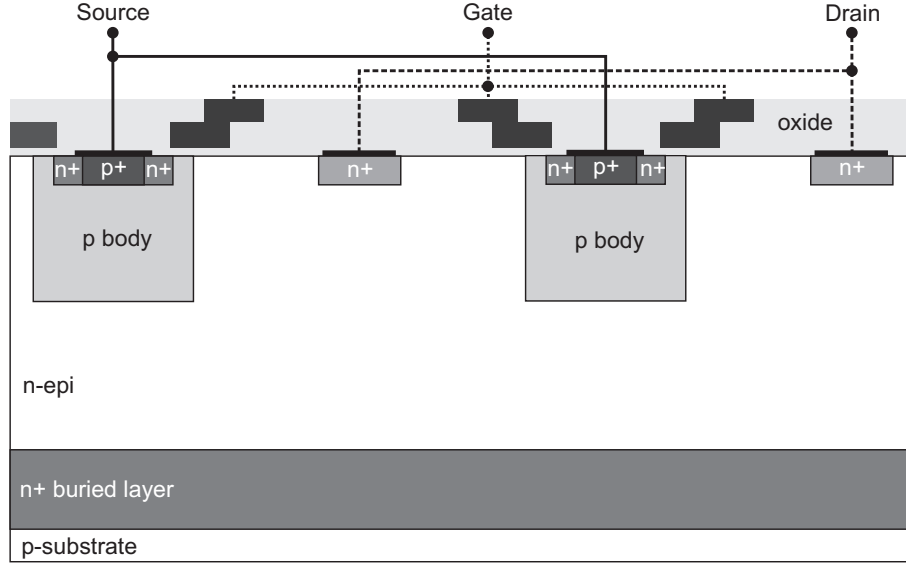 Source Gate Drain
oxide
n+ p+ n+ n+ n+ p+ n+ n+
p body p body
n-epi
n+ buried layer
p-substrate